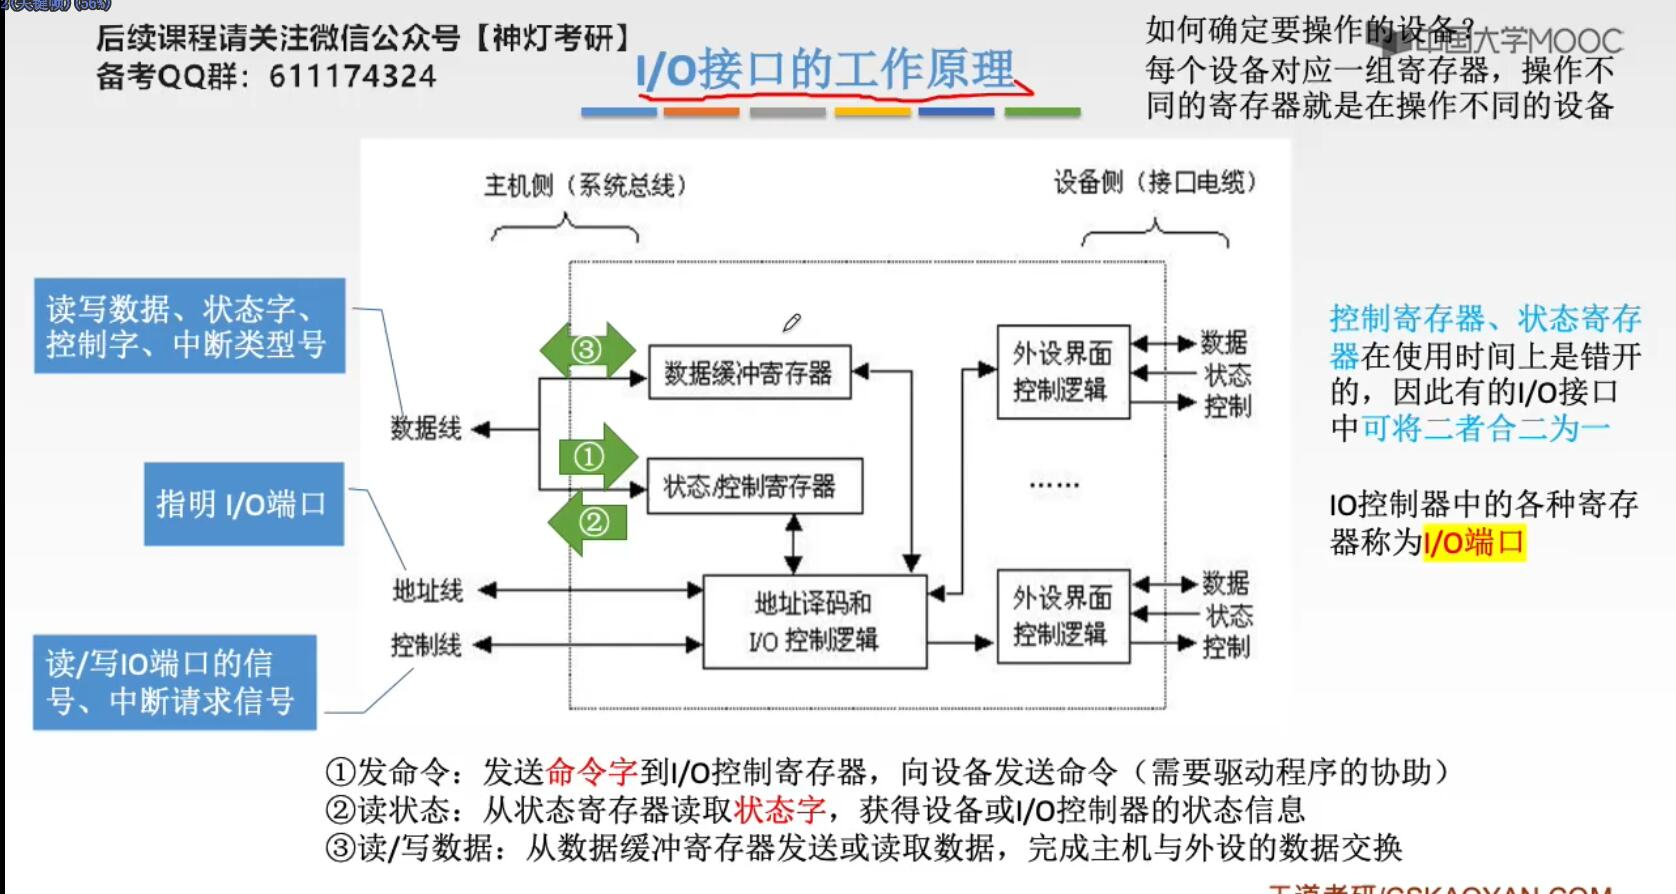 后续课程请关注微信公众号【神灯考研】
备考QQ群：611174324
I/O接口的工作原理
如何确定要操作的设备？
中国大学MOOC
每个设备对应一组寄存器，操作不
同的寄存器就是在操作不同的设备
主机侧（系统总线）
设备侧（接口电缆）
读写数据、状态字、
控制字、中断类型号
数据线
指明 I/O端口
地址线
控制线
读/写IO端口的信
号、中断请求信号
③
数据缓冲寄存器
①
状态/控制寄存器
②
地址译码和
I/O 控制逻辑
外设界面
控制逻辑
数据
状态
控制
……
外设界面
控制逻辑
数据
状态
控制
控制寄存器、状态寄存
器在使用时间上是错开
的，因此有的I/O接口
中可将二者合二为一
IO控制器中的各种寄存
器称为I/O端口
①发命令：发送命令字到I/O控制寄存器，向设备发送命令（需要驱动程序的协助）
②读状态：从状态寄存器读取状态字，获得设备或I/O控制器的状态信息
③读/写数据：从数据缓冲寄存器发送或读取数据，完成主机与外设的数据交换
王道考研/CSKAOYAN.COM